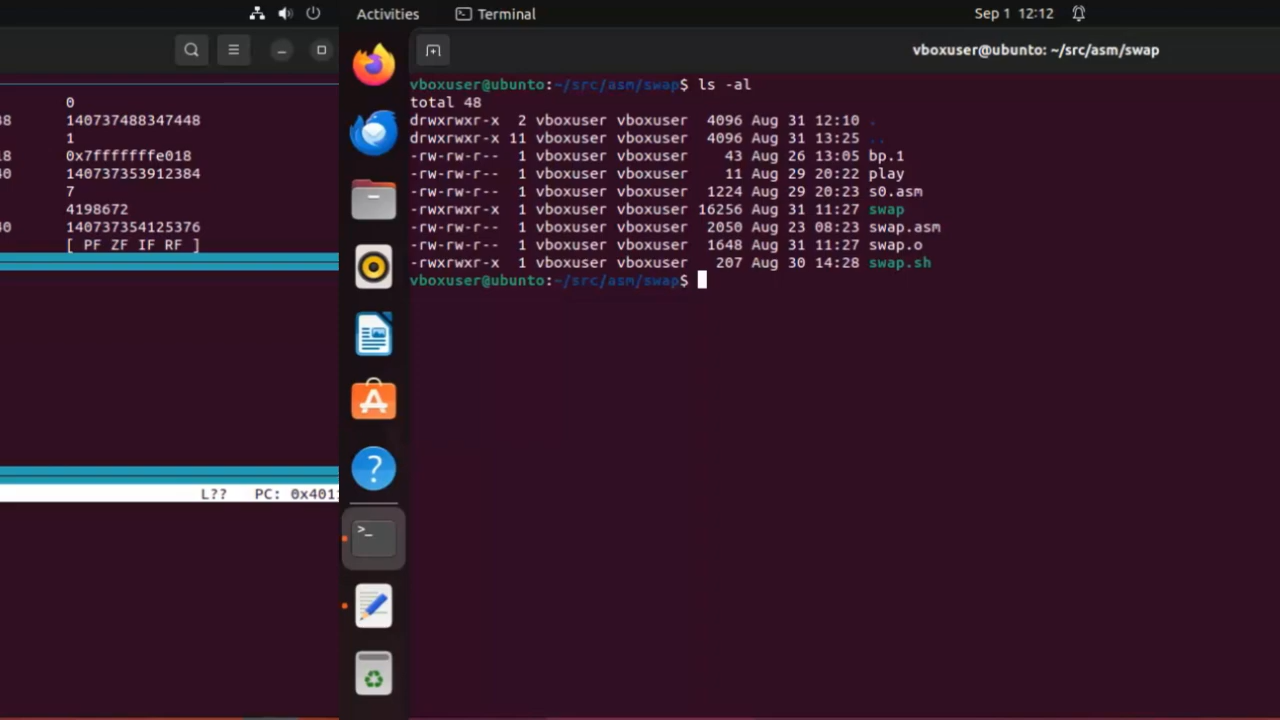 Activities
Terminal
Sep 1 12:12
vboxuser@ubunto: ~/src/asm/swap
0
48 140737488347448
1
18 0x7fffffffe018
40 140737353912384
7
4198672
40 140737354125376
[ PF ZF IF RF ]
L?? PC: 0x401
vboxuser@ubunto:~/src/asm/swap$ ls -al
total 48
drwxrwxr-x 2 vboxuser vboxuser 4096 Aug 31 12:10 .
drwxrwxr-x 11 vboxuser vboxuser 4096 Aug 31 13:25 ..
-rw-rw-r-- 1 vboxuser vboxuser 43 Aug 26 13:05 bp.1
-rw-rw-r-- 1 vboxuser vboxuser 11 Aug 29 20:22 play
-rw-rw-r-- 1 vboxuser vboxuser 1224 Aug 29 20:23 s0.asm
-rwxrwxr-x 1 vboxuser vboxuser 16256 Aug 31 11:27 swap
-rw-rw-r-- 1 vboxuser vboxuser 2050 Aug 23 08:23 swap.asm
-rw-rw-r-- 1 vboxuser vboxuser 1648 Aug 31 11:27 swap.o
-rwxrwxr-x 1 vboxuser vboxuser 207 Aug 30 14:28 swap.sh
vboxuser@ubunto:~/src/asm/swap$